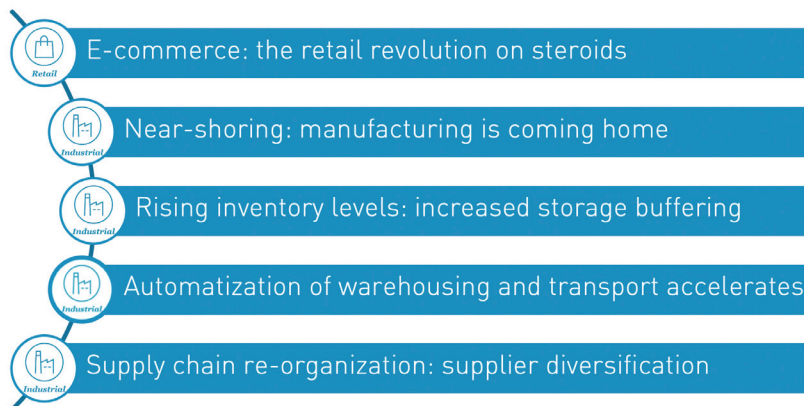 E-commerce: the retail revolution on steroids
Retail
Near-shoring: manufacturing is coming home
Industrial
Rising inventory levels: increased storage buffering
Industrial
Automatization of warehousing and transport accelerates
Industrial
Supply chain re-organization: supplier diversification
Industrial